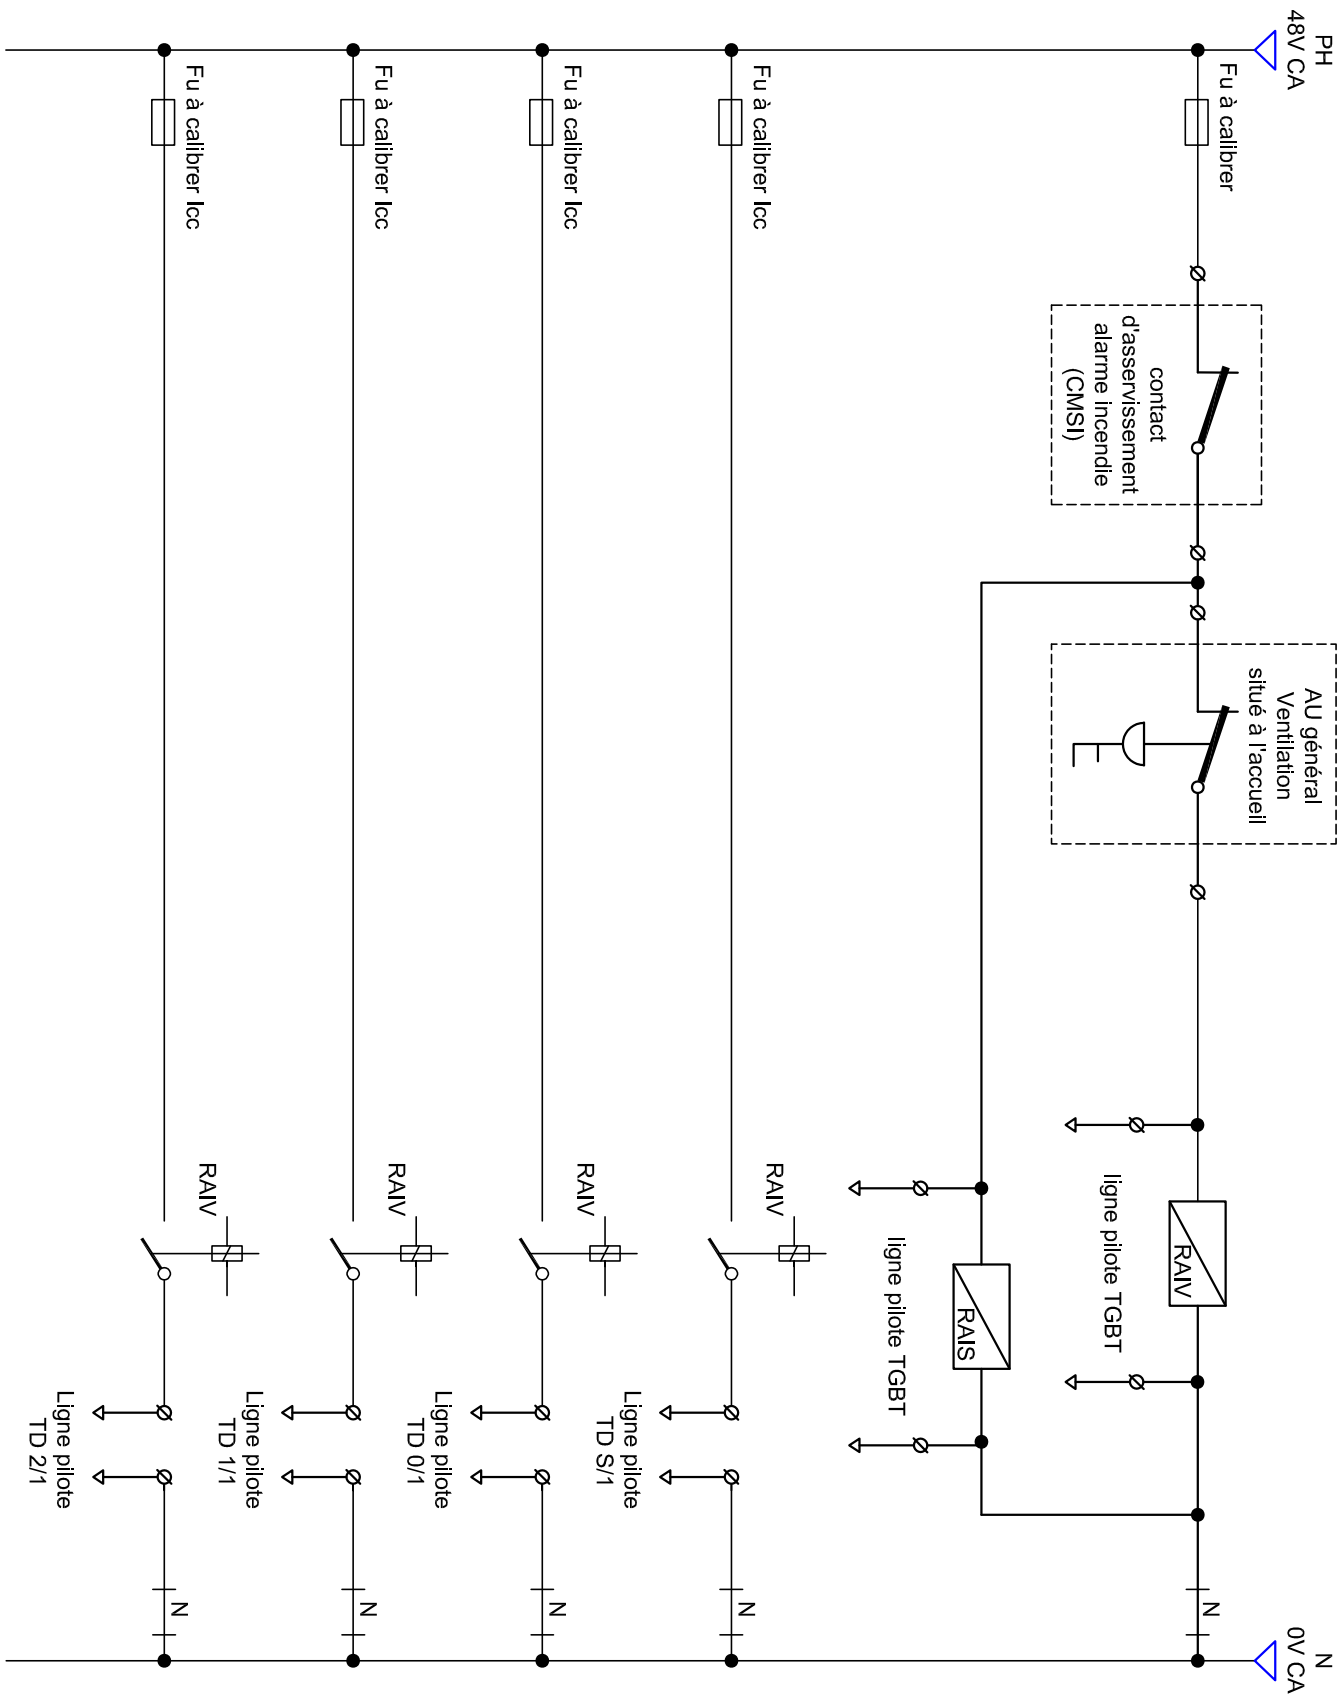 PH
48V CA
Fu à calibrer
contact
d'asservissement
alarme incendie
(CMSI)
AU général
Ventilation
situé à l'accueil
RAIV
ligne pilote TGBT
N
N
0V CA
RAIS
ligne pilote TGBT
Fu à calibrer Icc
RAIV
Ligne pilote
TD S/1
N
Fu à calibrer Icc
RAIV
Ligne pilote
TD 0/1
N
Fu à calibrer Icc
RAIV
Ligne pilote
TD 1/1
N
Fu à calibrer Icc
RAIV
Ligne pilote
TD 2/1
N